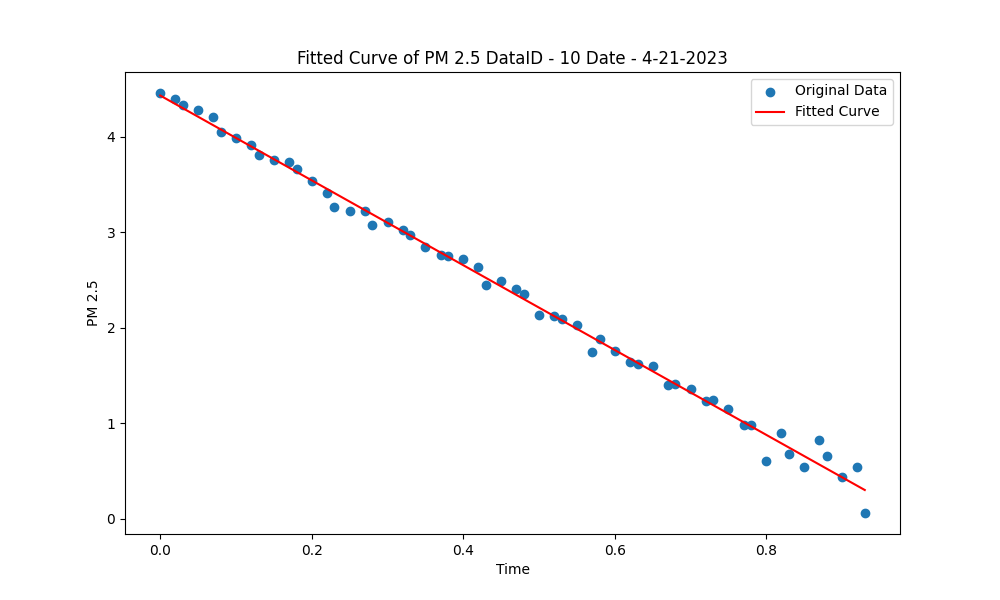 Fitted Curve of PM 2.5 DataID - 10 Date - 4-21-2023
Original Data
Fitted Curve
PM 2.5
4
3
2
1
0
0.0 0.2 0.4 0.6 0.8
Time